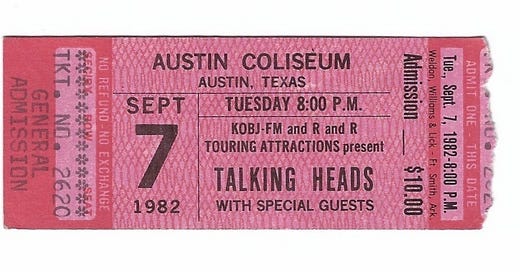 GENERAL
ADMISSION
TKT. NO. 2620
NO REFUND-NO EXCHANGE
AUSTIN COLISEUM
AUSTIN, TEXAS
SEPT
7
1982
TUESDAY 8:00 P.M.
KOBJ-FM and R and R
TOURING ATTRACTIONS present
TALKING HEADS
WITH SPECIAL GUESTS
Admission — $10.00
Weldon, Williams & Lick Ft Smith Ark.
Tue., Sept. 7, 1982-8:00 P.M.
ADMIT ONE - THIS DATE